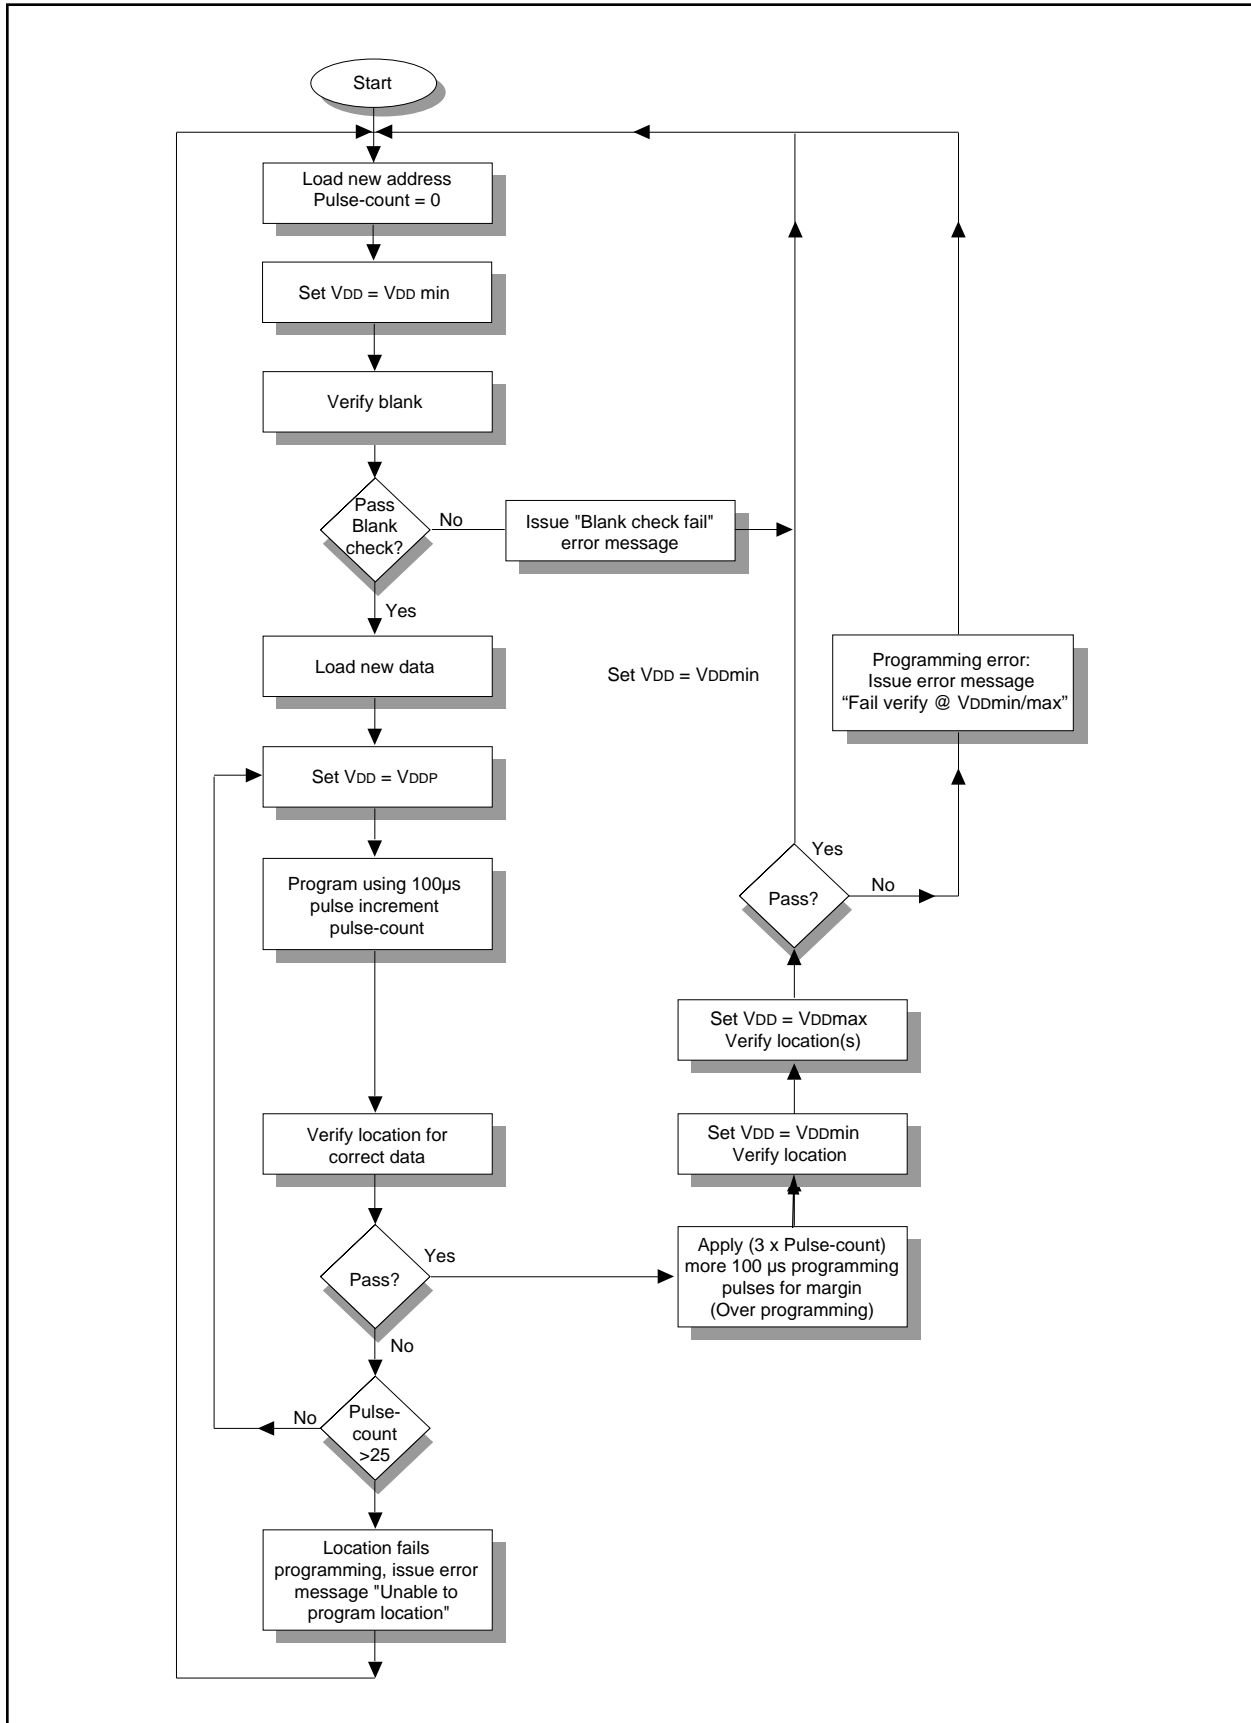 Start
Load new address
Pulse-count = 0
Set VDD = VDD min
Verify blank
Pass
Blank
check?
No
Issue "Blank check fail"
error message
Yes
Load new data
Set VDD = VDDmin
Programming error:
Issue error message
“Fail verify @ VDDmin/max”
Set VDD = VDDP
Program using 100µs
pulse increment
pulse-count
Yes
Pass?
No
Set VDD = VDDmax
Verify location(s)
Verify location for
correct data
Set VDD = VDDmin
Verify location
Pass?
Yes
Apply (3 x Pulse-count)
more 100 µs programming
pulses for margin
(Over programming)
No
Pulse-
count
>25
No
Location fails
programming, issue error
message "Unable to
program location"